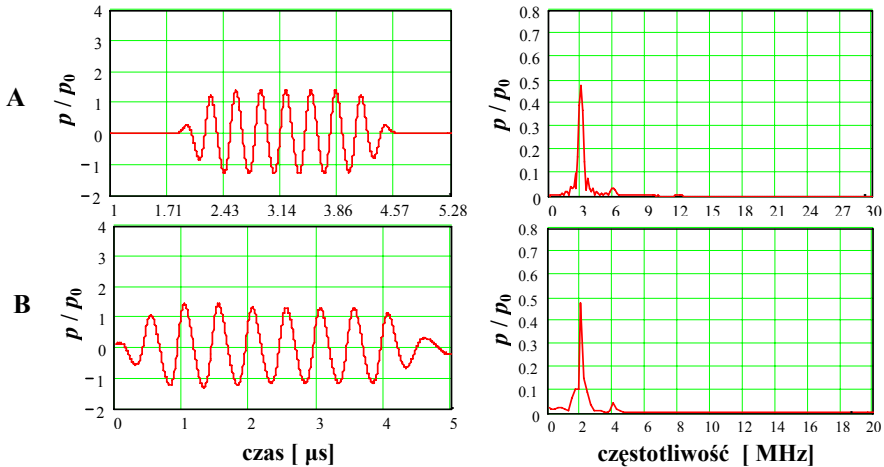 A
p / p0
4
3
2
1
0
−1
−2
1 1.71 2.43 3.14 3.86 4.57 5.28
p / p0
0.8
0.7
0.6
0.5
0.4
0.3
0.2
0.1
0
0 3 6 9 12 15 18 21 24 27 30
B
p / p0
4
3
2
1
0
−1
−2
0 1 2 3 4 5
czas [ µs]
p / p0
0.8
0.7
0.6
0.5
0.4
0.3
0.2
0.1
0
0 2 4 6 8 10 12 14 16 18 20
częstotliwość [ MHz]